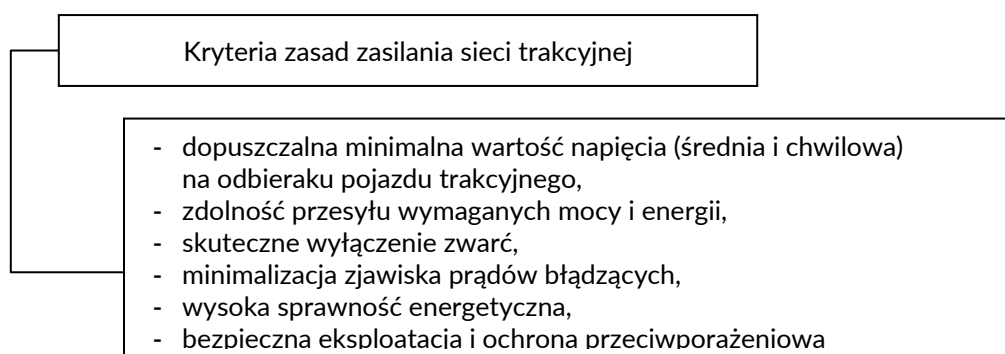 Kryteria zasad zasilania sieci trakcyjnej
- dopuszczalna minimalna wartość napięcia (średnia i chwilowa)
na odbieraku pojazdu trakcyjnego,
- zdolność przesyłu wymaganych mocy i energii,
- skuteczne wyłączenie zwarć,
- minimalizacja zjawiska prądów błądzących,
- wysoka sprawność energetyczna,
- bezpieczna eksploatacja i ochrona przeciwporażeniowa